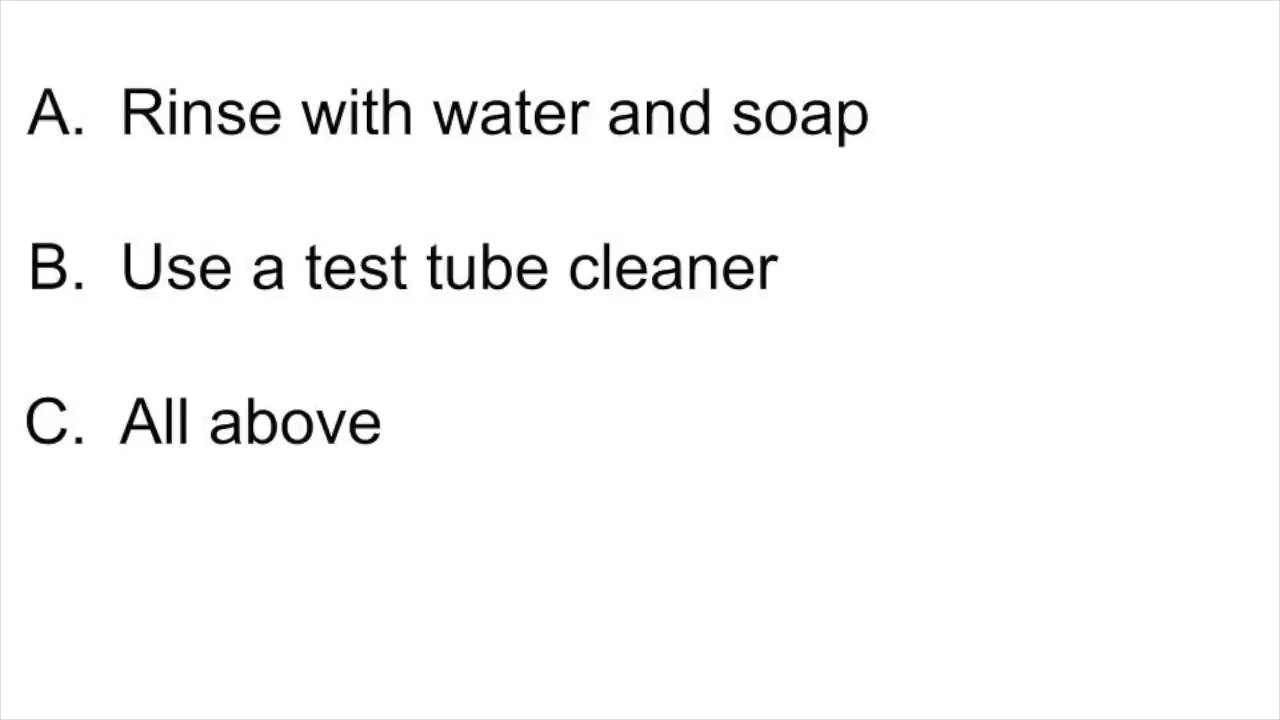 A. Rinse with water and soap
B. Use a test tube cleaner
C. All above